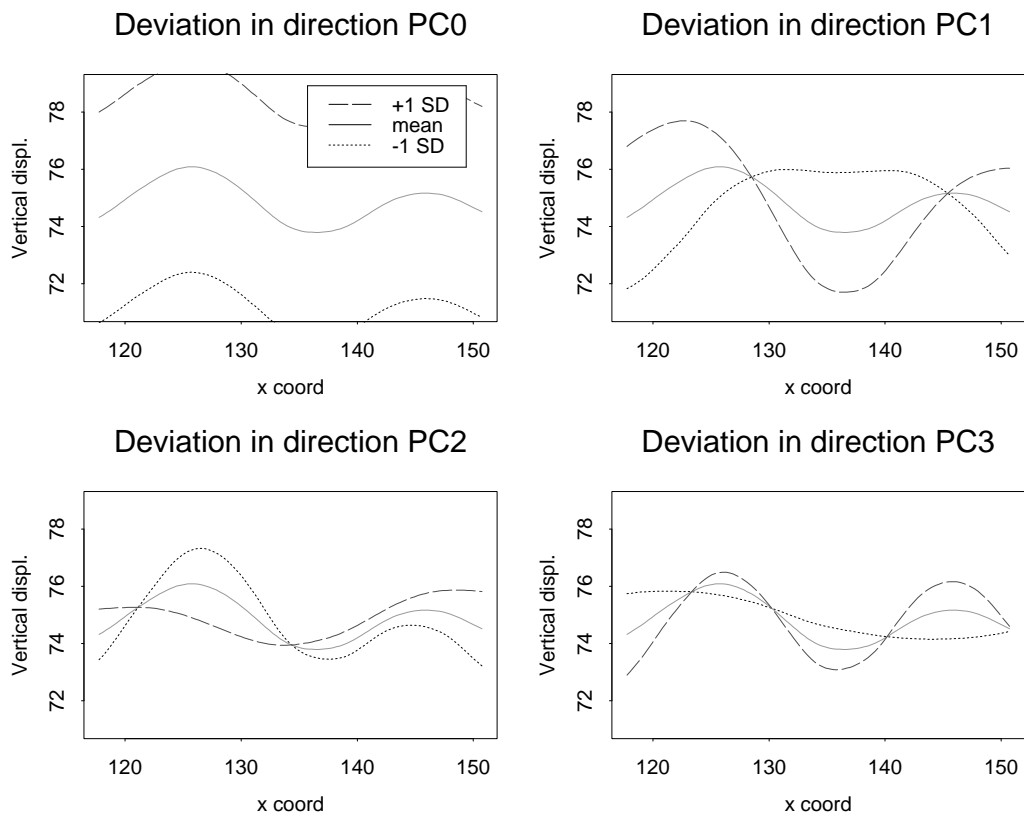 Deviation in direction PC0
Vertical displ.
78
76
74
72
+1 SD
mean
-1 SD
120 130 140 150
x coord
Deviation in direction PC1
Vertical displ.
78
76
74
72
120 130 140 150
x coord
Deviation in direction PC2
Vertical displ.
78
76
74
72
120 130 140 150
x coord
Deviation in direction PC3
Vertical displ.
78
76
74
72
120 130 140 150
x coord